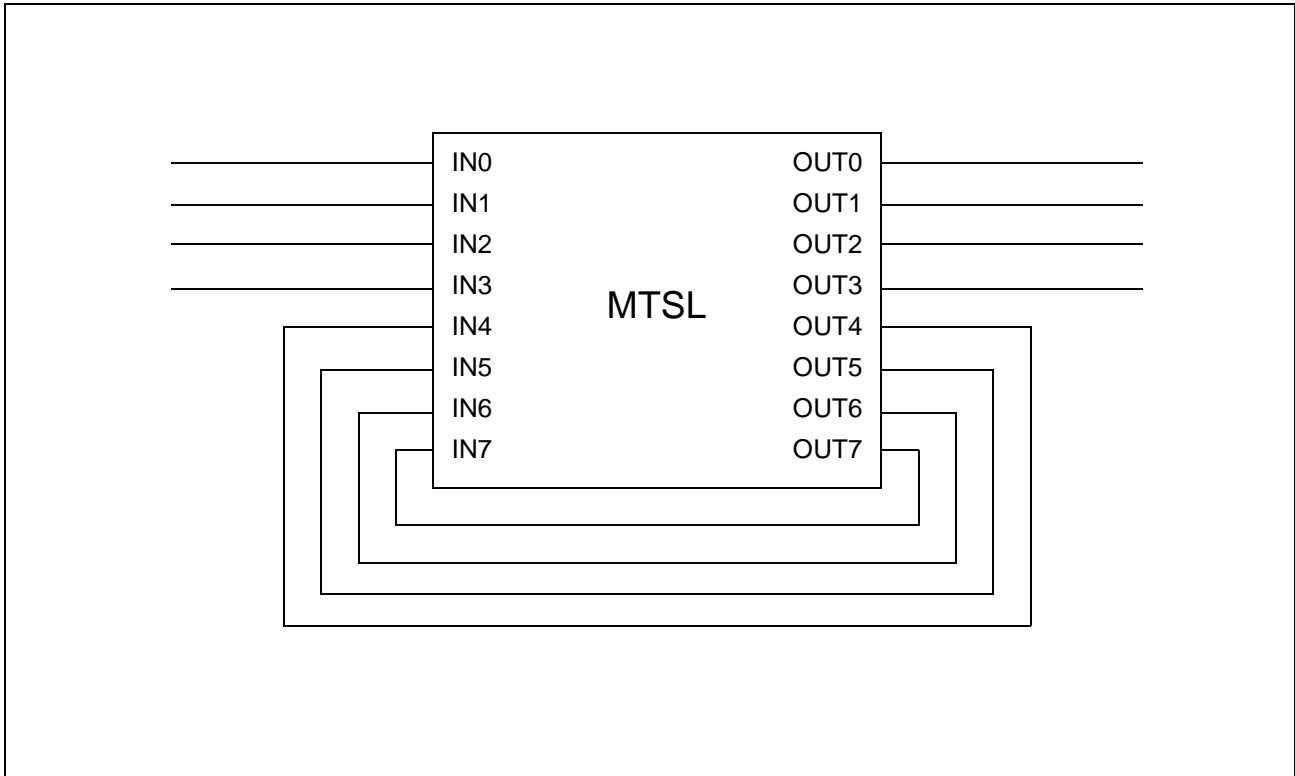 IN0 OUT0
IN1 OUT1
IN2 OUT2
IN3 OUT3
MTSL
IN4 OUT4
IN5 OUT5
IN6 OUT6
IN7 OUT7